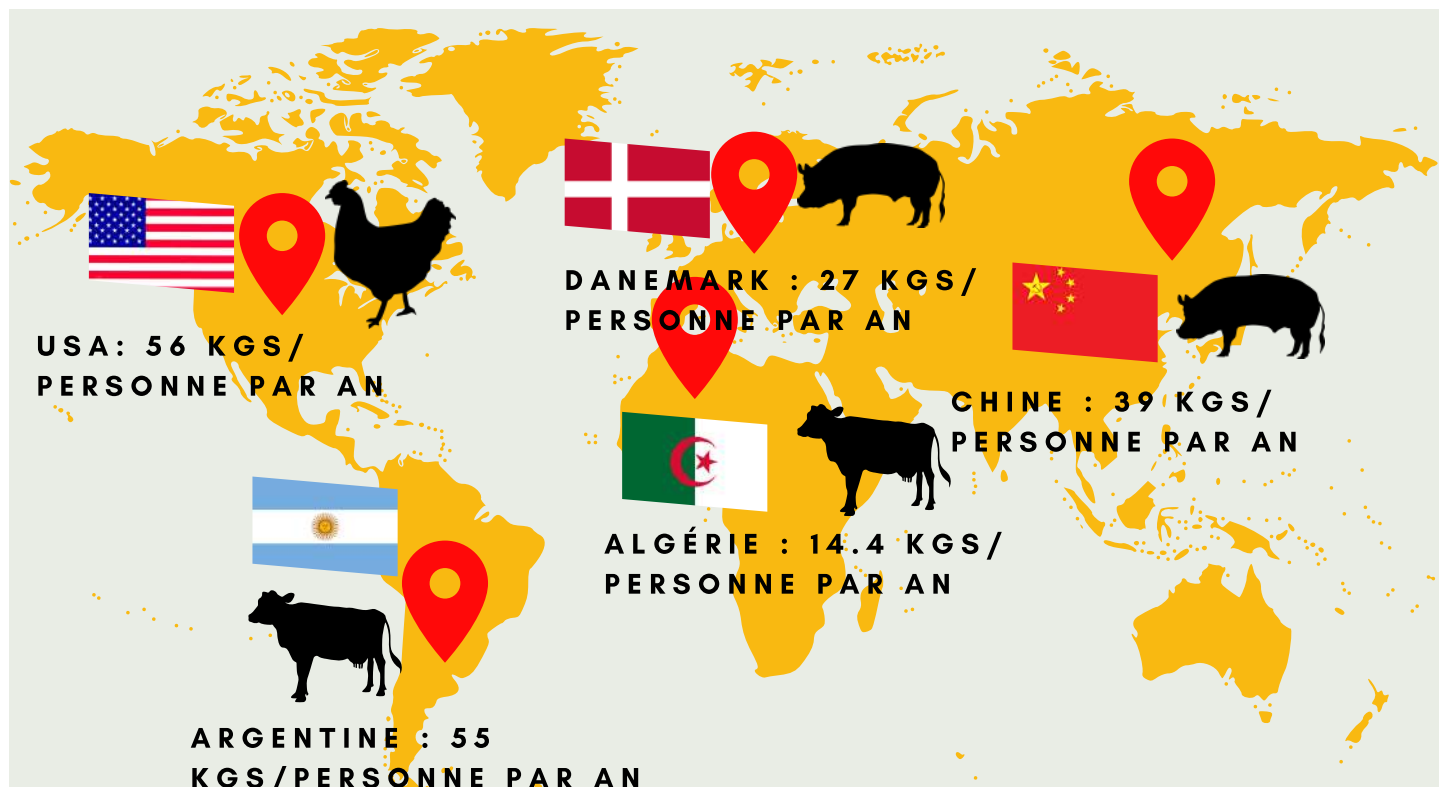 USA: 56 KGS/
PERSONNE PAR AN
DANEMARK : 27 KGS/
PERSONNE PAR AN
CHINE : 39 KGS/
PERSONNE PAR AN
ALGÉRIE : 14.4 KGS/
PERSONNE PAR AN
ARGENTINE : 55
KGS/PERSONNE PAR AN